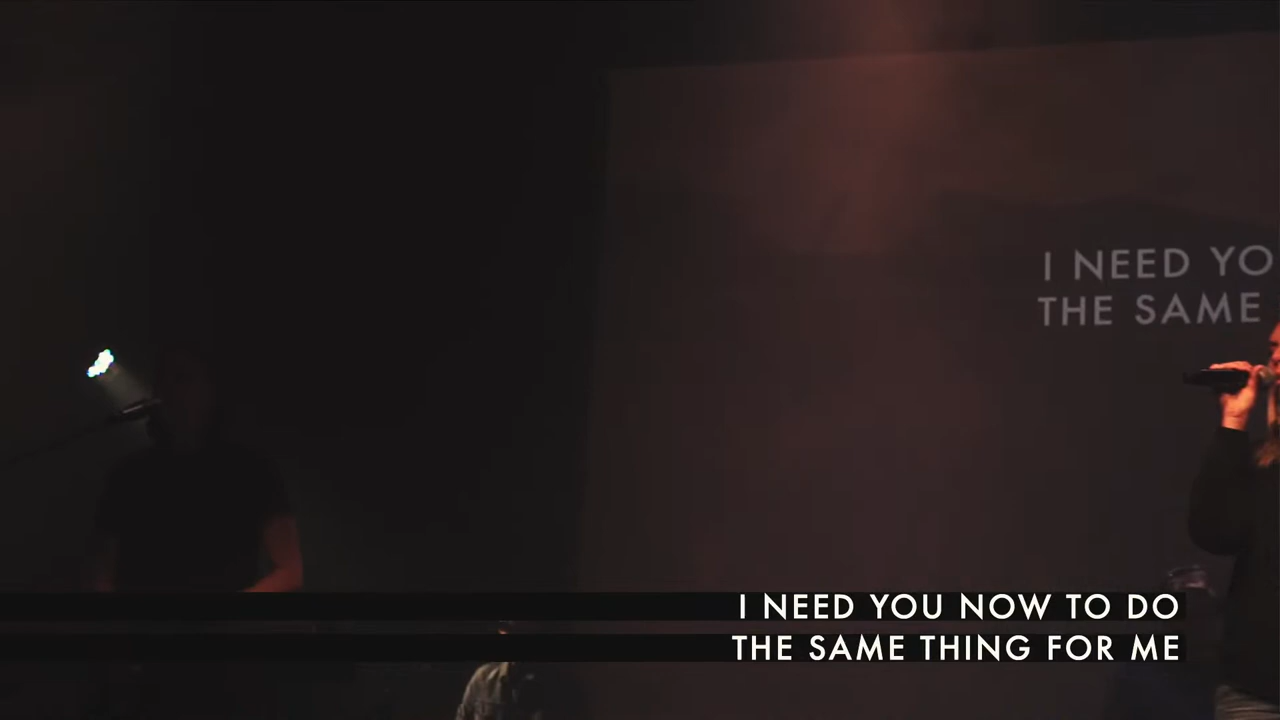 I NEED YO
THE SAME
I NEED YOU NOW TO DO
THE SAME THING FOR ME